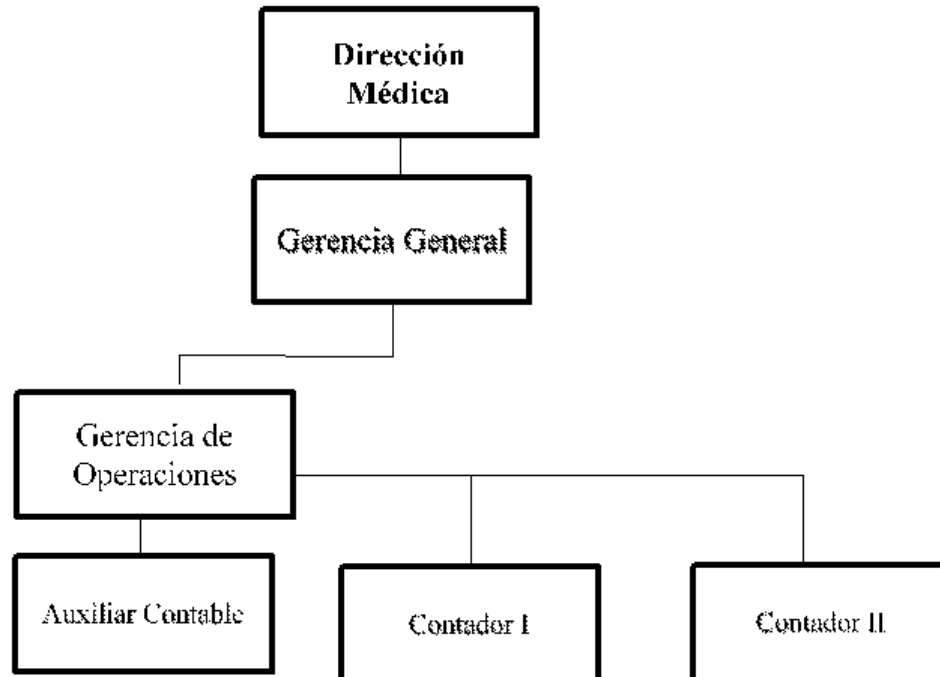 Dirección
Médica
Gerencia General
Gerencia de
Operaciones
Auxiliar Contable
Contador I
Contador II